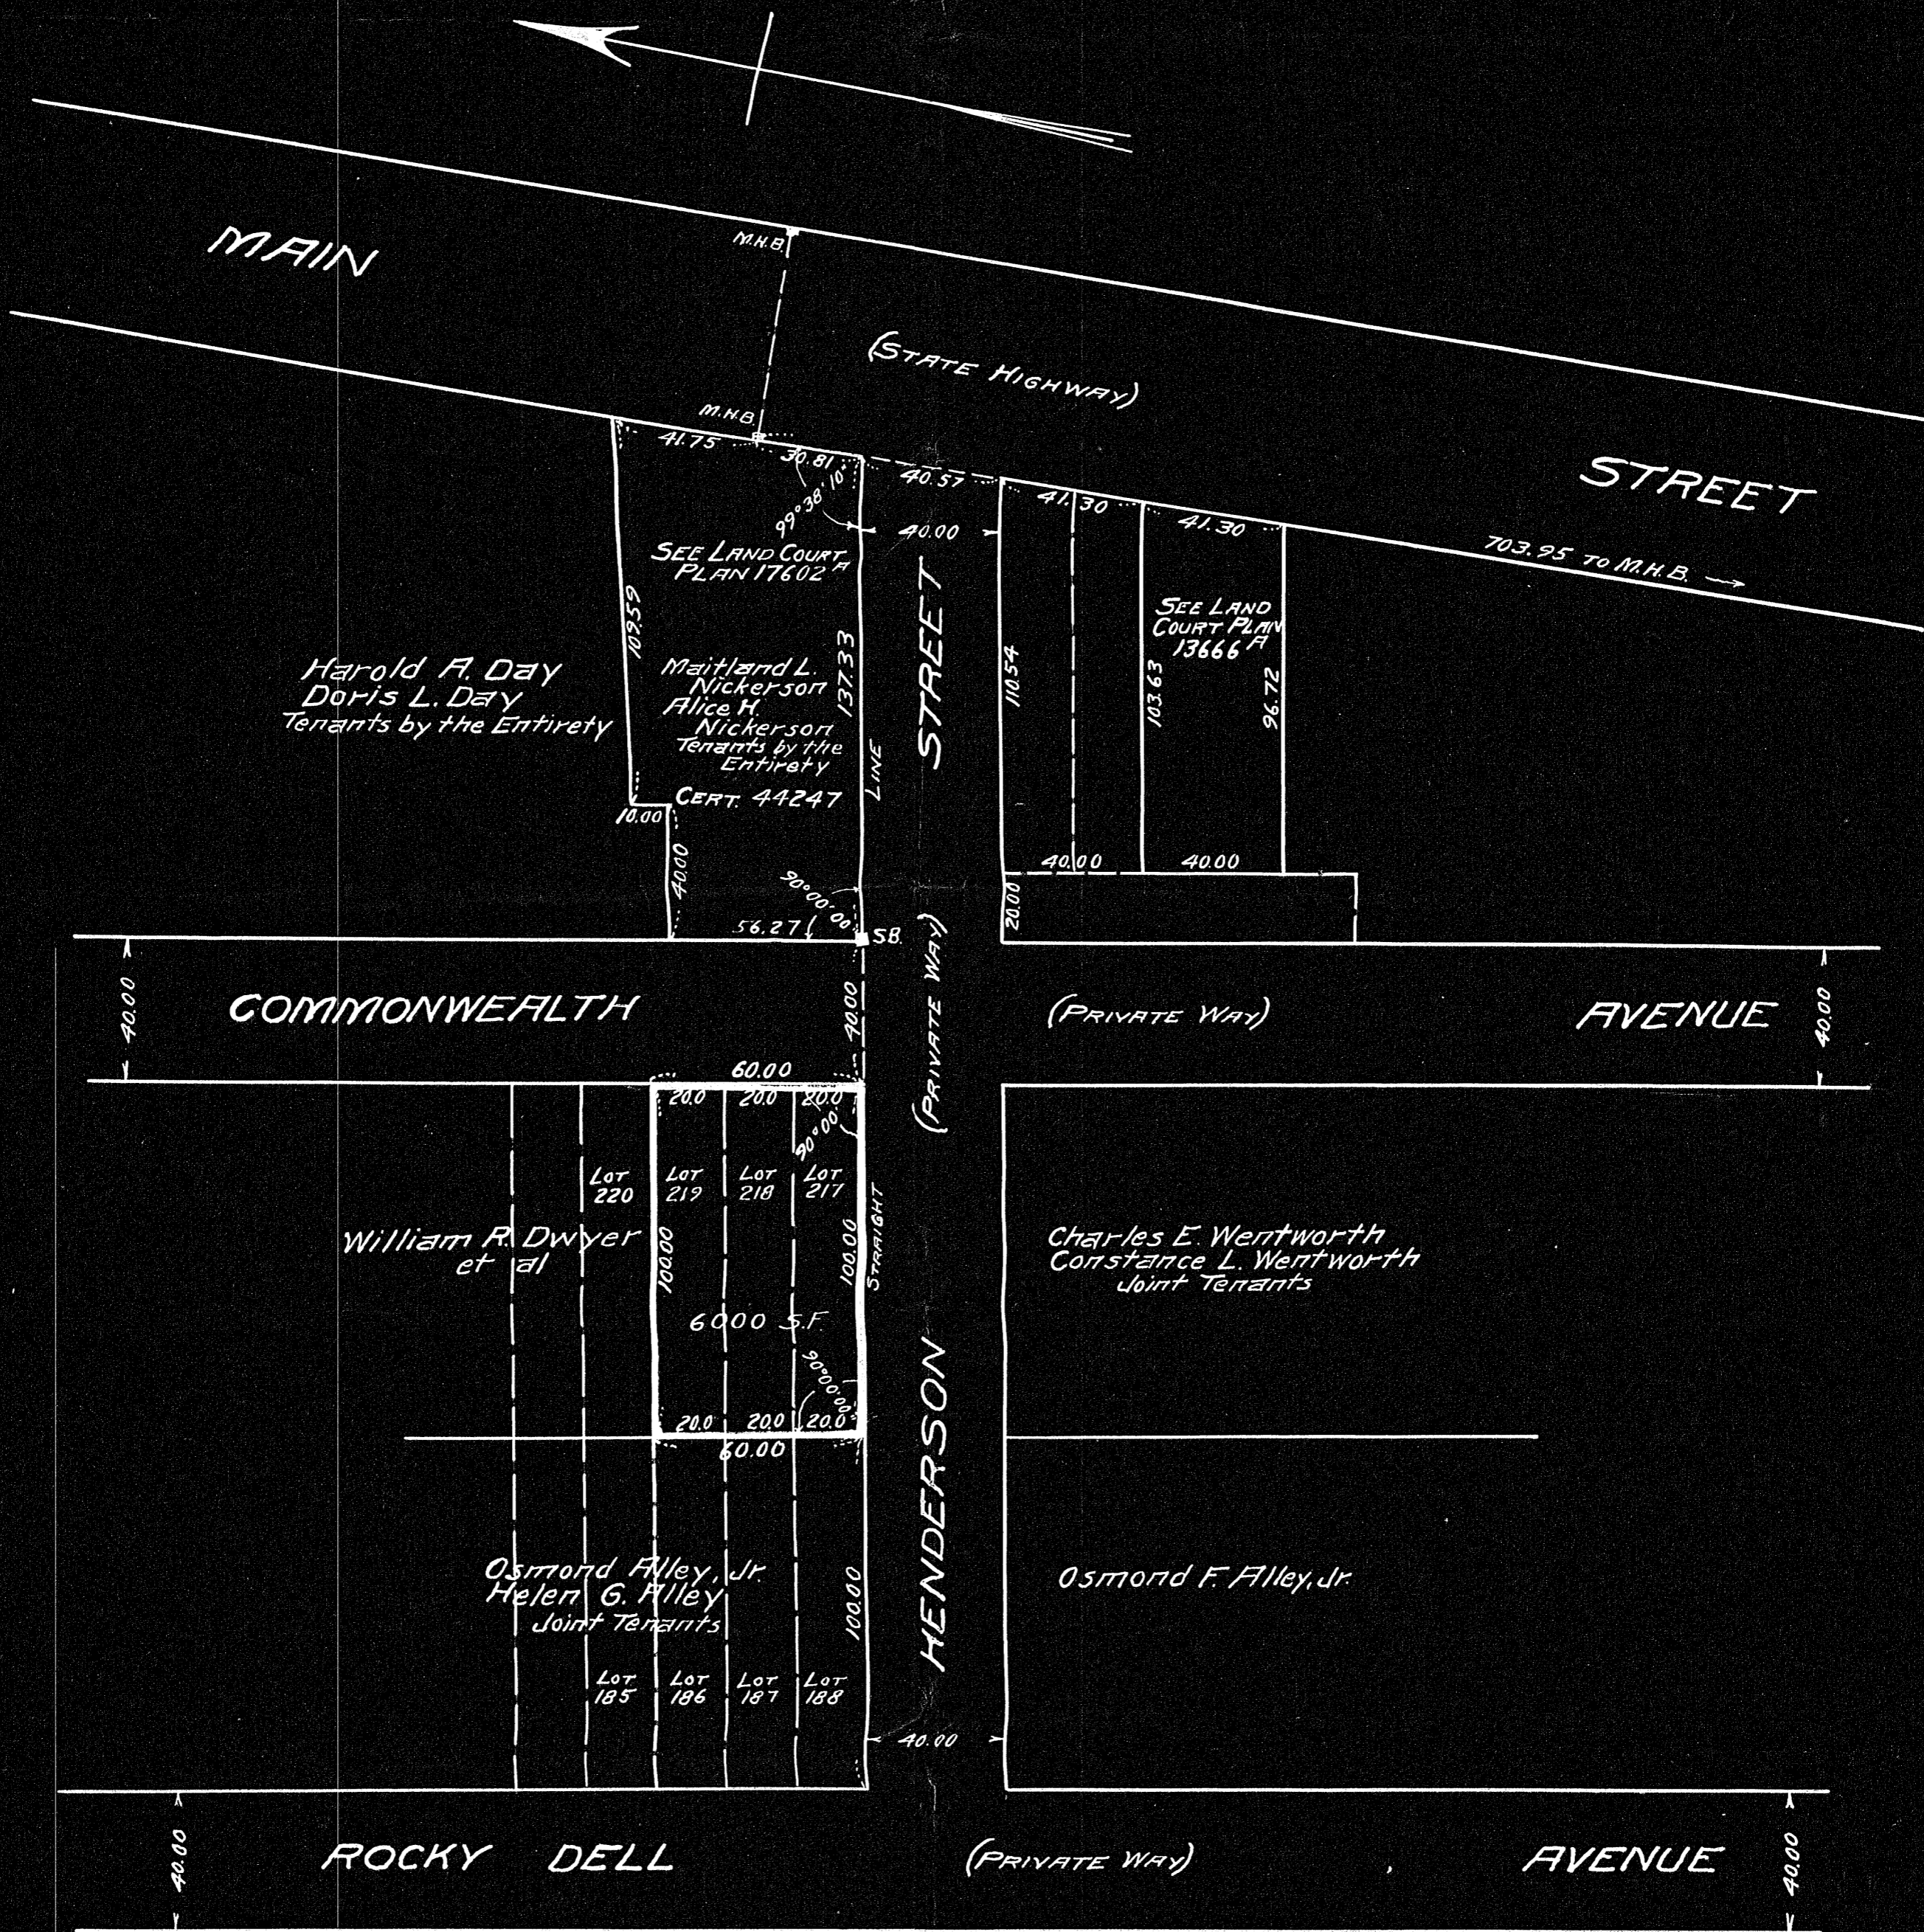 MAIN
M.H.B.
(STATE HIGHWAY)
STREET
M.H.B.
41.75
30.81
99°38'10"
40.57
40.00
41.30
41.30
703.95 TO M.H.B.
SEE LAND COURT
PLAN 17602 A
109.59
137.33
LINE
STREET
110.54
103.63
96.72
SEE LAND
COURT PLAN
13666 A
Harold A. Day
Doris L. Day
Tenants by the Entirety
Maitland L.
Nickerson
Alice H.
Nickerson
Tenants by the
Entirety
CERT. 44247
10.00
40.00
90°00'00"
56.27
S.B.
40.00
40.00
20.00
(PRIVATE WAY)
40.00
COMMONWEALTH
40.00
(PRIVATE WAY)
AVENUE
40.00
60.00
20.0 20.0 20.0
90°00'
LOT
220
LOT
219
LOT
218
LOT
217
William R. Dwyer
et al
100.00
100.00
STRAIGHT
Charles E. Wentworth
Constance L. Wentworth
Joint Tenants
6000 S.F.
90°00'00"
20.0 20.0 20.0
60.00
HENDERSON
Osmond Alley, Jr.
Helen G. Alley
Joint Tenants
100.00
Osmond F. Alley, Jr.
LOT
185
LOT
186
LOT
187
LOT
188
40.00
40.00
ROCKY DELL
(PRIVATE WAY)
AVENUE
40.00